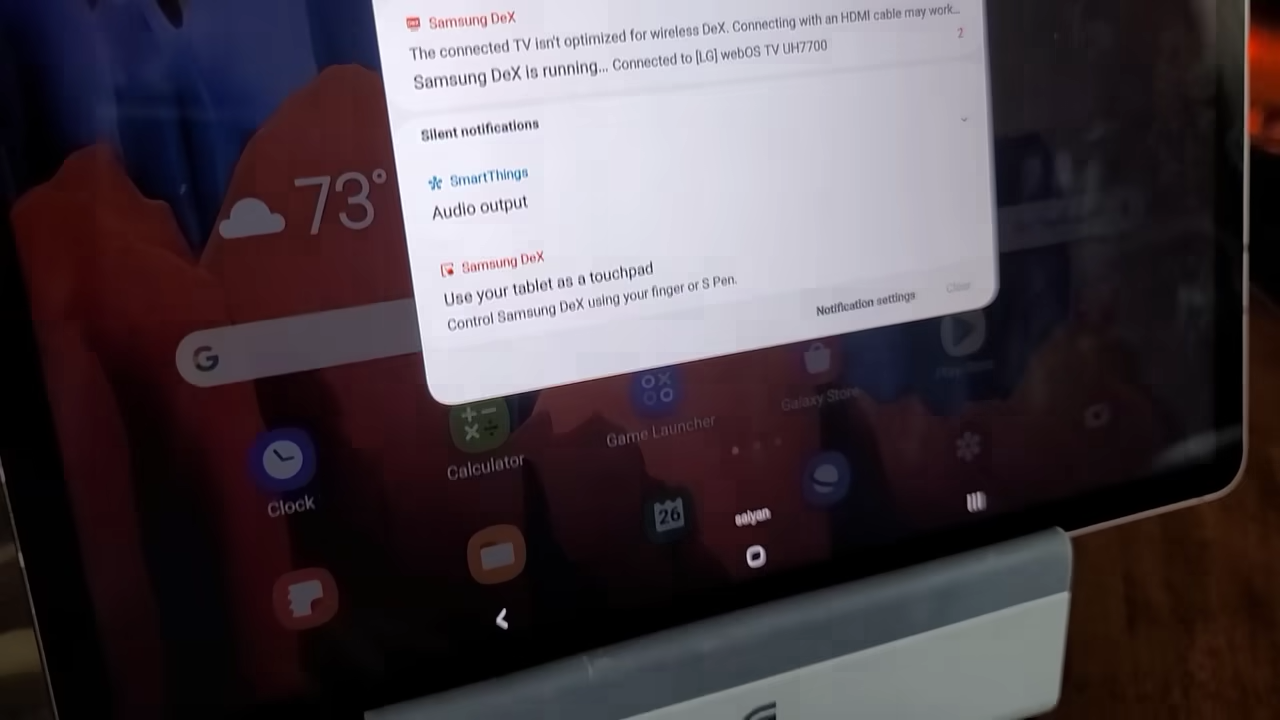 Samsung DeX
The connected TV isn't optimized for wireless DeX. Connecting with an HDMI cable may work...
Samsung DeX is running... Connected to [LG] webOS TV UH7700
2
Silent notifications
SmartThings
Audio output
Samsung DeX
Use your tablet as a touchpad
Control Samsung DeX using your finger or S Pen.
Notification settings
Clear
73°
G
Calculator
Game Launcher
Galaxy Store
Clock
26
saiyan